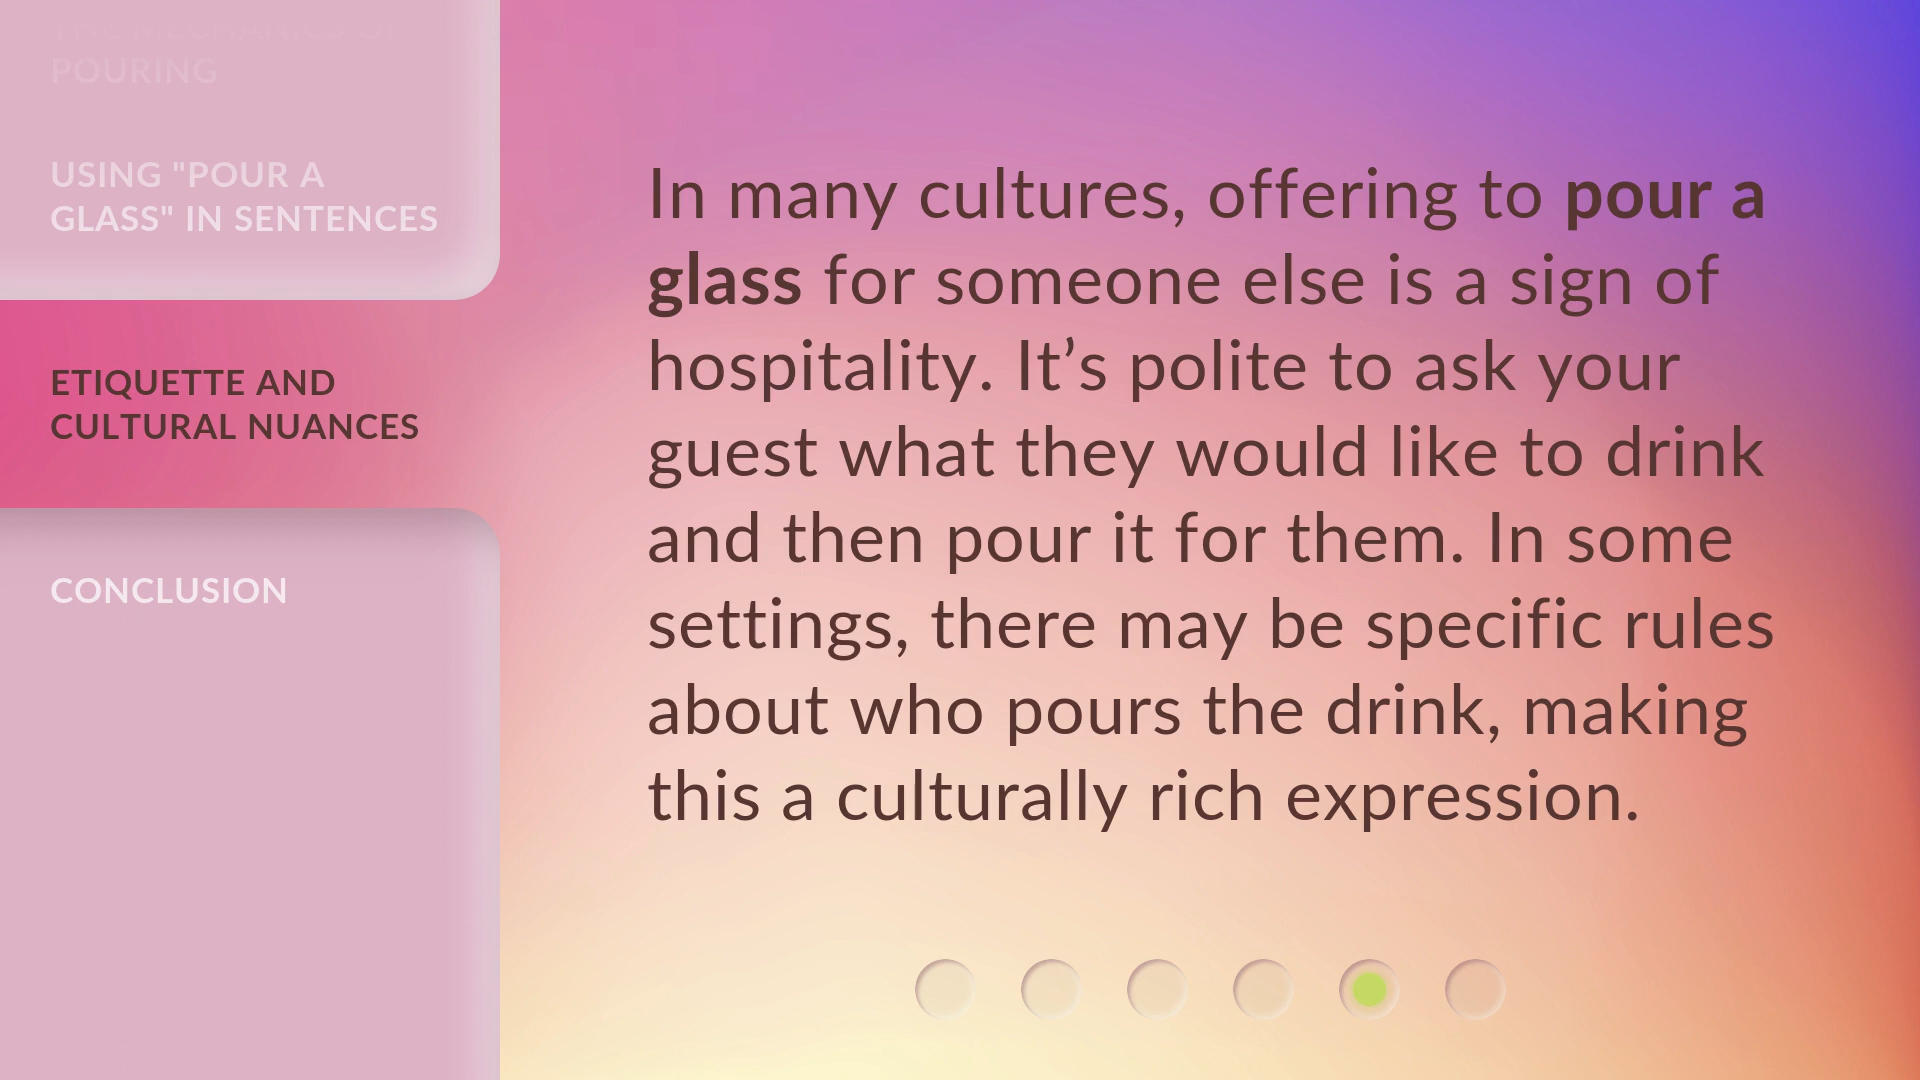 THE MECHANICS OF
POURING
USING "POUR A
GLASS" IN SENTENCES
ETIQUETTE AND
CULTURAL NUANCES
CONCLUSION
In many cultures, offering to pour a
glass for someone else is a sign of
hospitality. It’s polite to ask your
guest what they would like to drink
and then pour it for them. In some
settings, there may be specific rules
about who pours the drink, making
this a culturally rich expression.